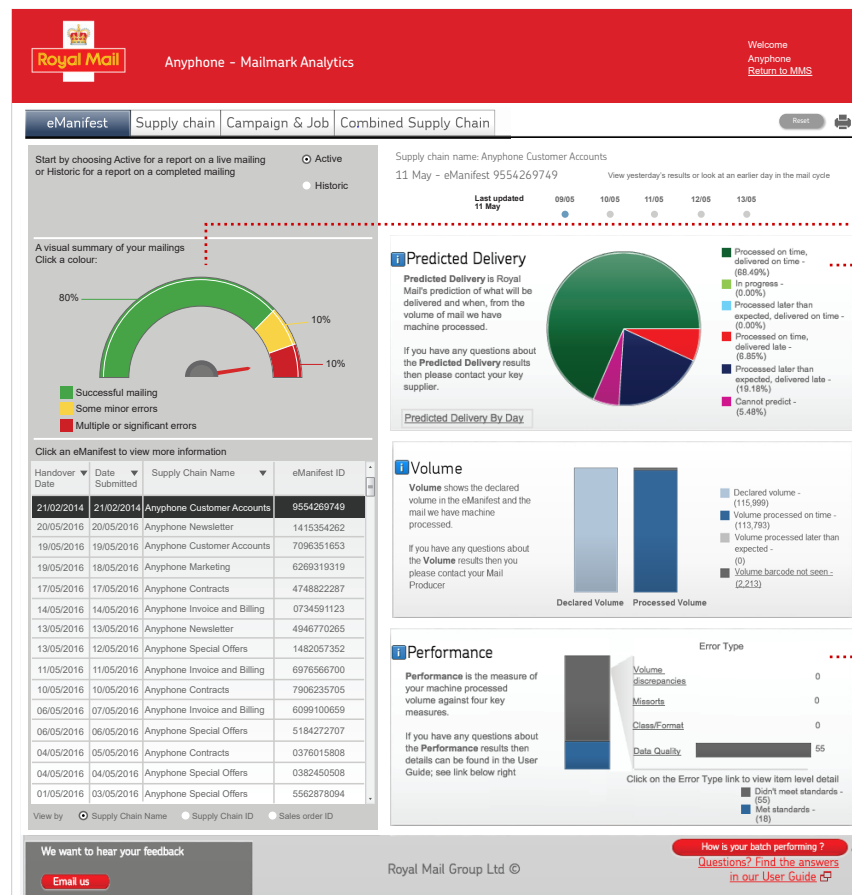 Royal Mail
Anyphone - Mailmark Analytics
Welcome
Anyphone
Return to MMS
eManifest
Supply chain
Campaign & Job
Combined Supply Chain
Reset
Start by choosing Active for a report on a live mailing
or Historic for a report on a completed mailing
Active
Historic
Supply chain name: Anyphone Customer Accounts
11 May - eManifest 9554269749
View yesterday's results or look at an earlier day in the mail cycle
Last updated
11 May
09/05 10/05 11/05 12/05 13/05
A visual summary of your mailings
Click a colour:
80%
10%
10%
Successful mailing
Some minor errors
Multiple or significant errors
Predicted Delivery
Predicted Delivery is Royal
Mail's prediction of what will be
delivered and when, from the
volume of mail we have
machine processed.
If you have any questions about
the Predicted Delivery results
then please contact your key
supplier.
Predicted Delivery By Day
Processed on time,
delivered on time -
(68.49%)
In progress -
(0.00%)
Processed later than
expected, delivered on time -
(0.00%)
Processed on time,
delivered late -
(6.85%)
Processed later than
expected, delivered late -
(19.18%)
Cannot predict -
(5.48%)
Click an eManifest to view more information
Handover Date Date Submitted Supply Chain Name eManifest ID
21/02/2014 21/02/2014 Anyphone Customer Accounts 9554269749
20/05/2016 20/05/2016 Anyphone Newsletter 1415354262
19/05/2016 19/05/2016 Anyphone Customer Accounts 7096351653
19/05/2016 18/05/2016 Anyphone Marketing 6269319319
17/05/2016 17/05/2016 Anyphone Contracts 4748822287
14/05/2016 14/05/2016 Anyphone Invoice and Billing 0734591123
13/05/2016 13/05/2016 Anyphone Newsletter 4946770265
13/05/2016 12/05/2016 Anyphone Special Offers 1482057352
11/05/2016 11/05/2016 Anyphone Invoice and Billing 6976566700
10/05/2016 10/05/2016 Anyphone Contracts 7906235705
06/05/2016 07/05/2016 Anyphone Invoice and Billing 6099100659
06/05/2016 06/05/2016 Anyphone Special Offers 5184272707
04/05/2016 05/05/2016 Anyphone Contracts 0376015808
04/05/2016 04/05/2016 Anyphone Special Offers 0382450508
01/05/2016 03/05/2016 Anyphone Special Offers 5562878094
View by Supply Chain Name Supply Chain ID Sales order ID
Volume
Volume shows the declared
volume in the eManifest and the
mail we have machine
processed.
If you have any questions about
the Volume results then you
please contact your Mail
Producer
Declared Volume Processed Volume
Declared volume -
(115,999)
Volume processed on time -
(113,793)
Volume processed later than
expected -
(0)
Volume barcode not seen -
(2,213)
Performance
Performance is the measure of
your machine processed
volume against four key
measures.
If you have any questions about
the Performance results then
details can be found in the User
Guide; see link below right
Error Type
Volume
discrepancies 0
Missorts 0
Class/Format 0
Data Quality 55
Click on the Error Type link to view item level detail
Didn't meet standards -
(55)
Met standards -
(18)
We want to hear your feedback
Email us
Royal Mail Group Ltd ©
How is your batch performing ?
Questions? Find the answers
in our User Guide